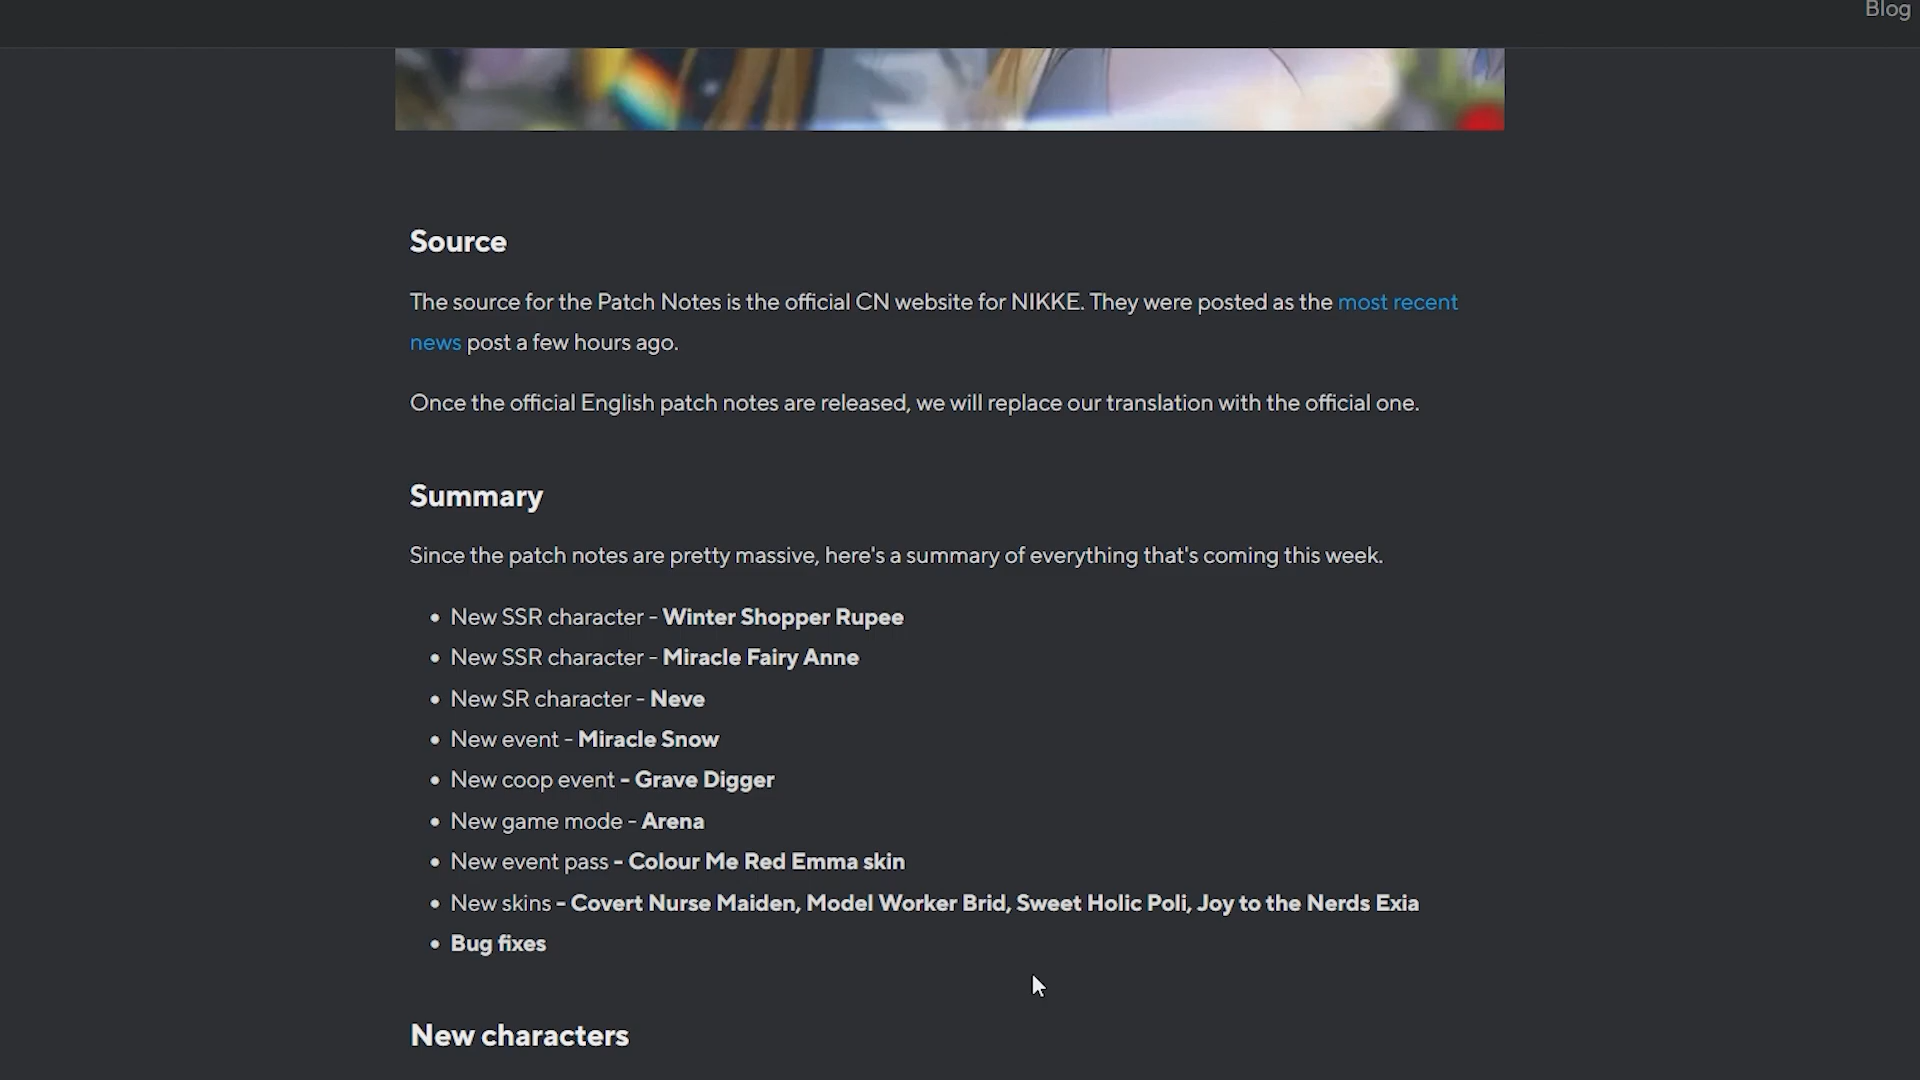 Blog
Source
The source for the Patch Notes is the official CN website for NIKKE. They were posted as the most recent
news post a few hours ago.
Once the official English patch notes are released, we will replace our translation with the official one.
Summary
Since the patch notes are pretty massive, here's a summary of everything that's coming this week.
• New SSR character - Winter Shopper Rupee
• New SSR character - Miracle Fairy Anne
• New SR character - Neve
• New event - Miracle Snow
• New coop event - Grave Digger
• New game mode - Arena
• New event pass - Colour Me Red Emma skin
• New skins - Covert Nurse Maiden, Model Worker Brid, Sweet Holic Poli, Joy to the Nerds Exia
• Bug fixes
New characters